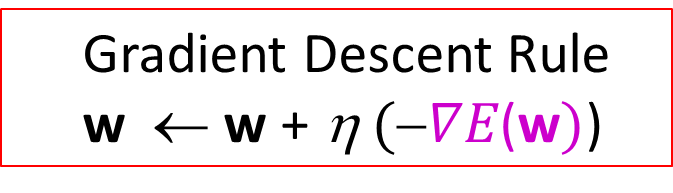 Gradient Descent Rule
w ← w + η (−∇E(w))